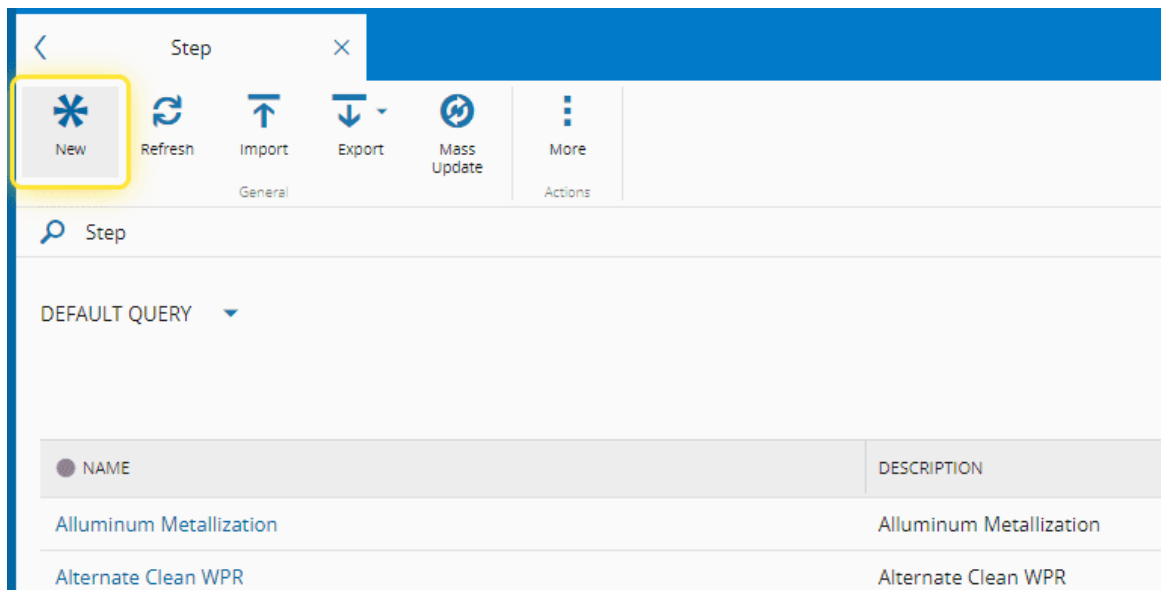 Step
New
Refresh
Import
Export
Mass
Update
More
General
Actions
Step
DEFAULT QUERY
NAME
DESCRIPTION
Alluminum Metallization
Alluminum Metallization
Alternate Clean WPR
Alternate Clean WPR